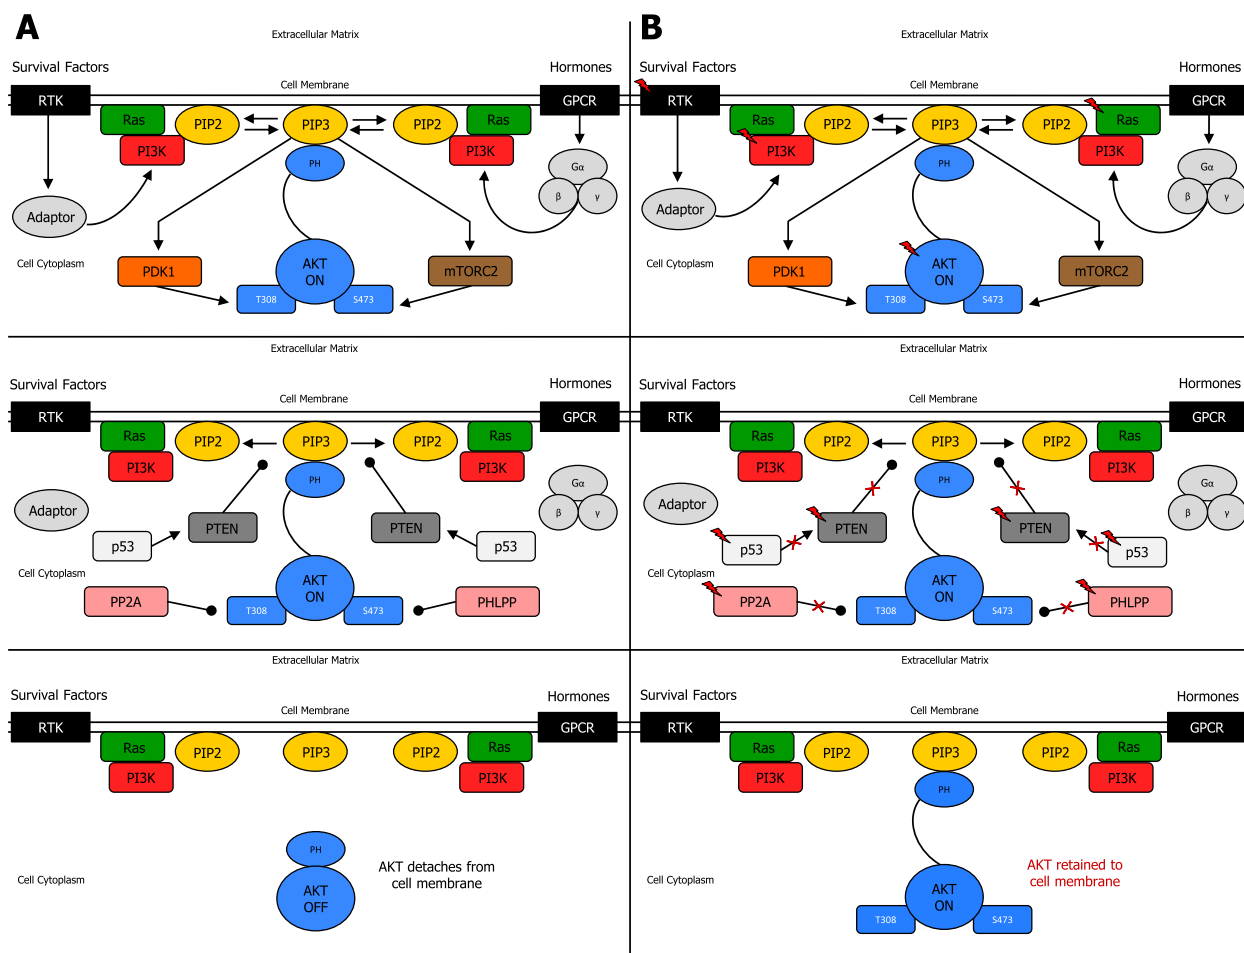 A
B
Extracellular Matrix
Survival Factors
Hormones
Cell Membrane
RTK
GPCR
Ras
PIP2
PIP3
PIP2
Ras
PI3K
PI3K
PH
Gα
β
γ
Adaptor
Cell Cytoplasm
PDK1
AKT
ON
mTORC2
T308
S473
Extracellular Matrix
Survival Factors
Hormones
Cell Membrane
RTK
GPCR
Ras
PIP2
PIP3
PIP2
Ras
PI3K
PI3K
PH
Gα
β
γ
Adaptor
Cell Cytoplasm
PDK1
AKT
ON
mTORC2
T308
S473
Extracellular Matrix
Survival Factors
Hormones
Cell Membrane
RTK
GPCR
Ras
PIP2
PIP3
PIP2
Ras
PI3K
PI3K
PH
Gα
β
γ
Adaptor
PTEN
PTEN
p53
p53
Cell Cytoplasm
AKT
ON
PP2A
PHLPP
T308
S473
Extracellular Matrix
Survival Factors
Hormones
Cell Membrane
RTK
GPCR
Ras
PIP2
PIP3
PIP2
Ras
PI3K
PI3K
PH
Gα
β
γ
Adaptor
PTEN
PTEN
p53
p53
Cell Cytoplasm
AKT
ON
PP2A
PHLPP
T308
S473
Extracellular Matrix
Survival Factors
Hormones
Cell Membrane
RTK
GPCR
Ras
PIP2
PIP3
PIP2
Ras
PI3K
PI3K
PH
AKT detaches from
cell membrane
Cell Cytoplasm
AKT
OFF
Extracellular Matrix
Survival Factors
Hormones
Cell Membrane
RTK
GPCR
Ras
PIP2
PIP3
PIP2
Ras
PI3K
PI3K
PH
AKT retained to
cell membrane
Cell Cytoplasm
AKT
ON
T308
S473